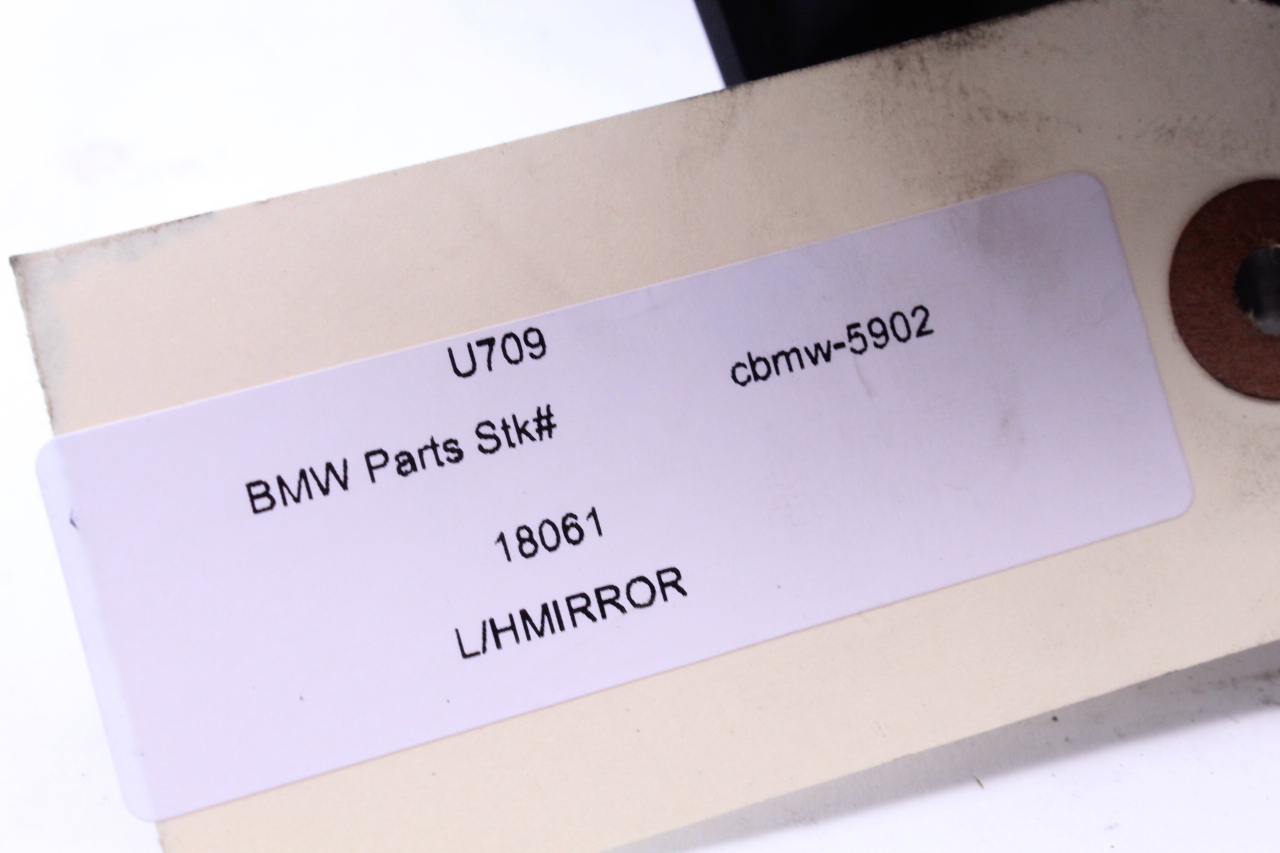 U709
cbmw-5902
BMW Parts Stk#
18061
L/HMIRROR